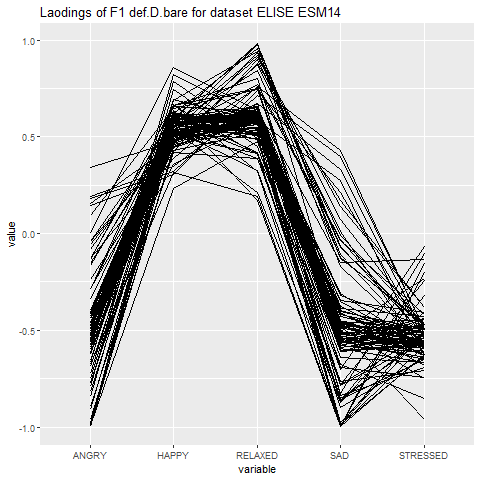 Laodings of F1 def.D.bare for dataset ELISE ESM14
1.0
0.5
0.0
-0.5
-1.0
value
ANGRY HAPPY RELAXED SAD STRESSED
variable